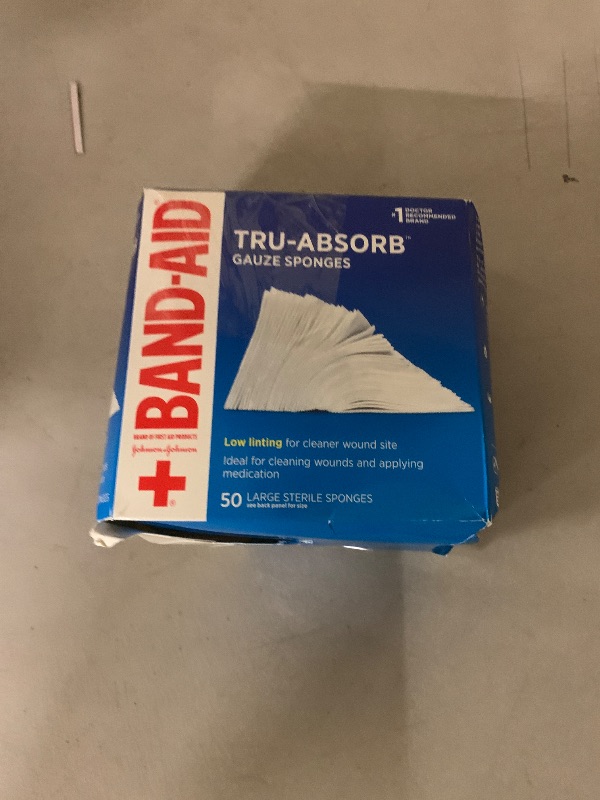 #1 DOCTOR
RECOMMENDED
BRAND
BAND-AID
BRAND OF FIRST AID PRODUCTS
Johnson & Johnson
®
TRU-ABSORB™
GAUZE SPONGES
Low linting for cleaner wound site
Ideal for cleaning wounds and applying
medication
50 LARGE STERILE SPONGES
see back panel for size